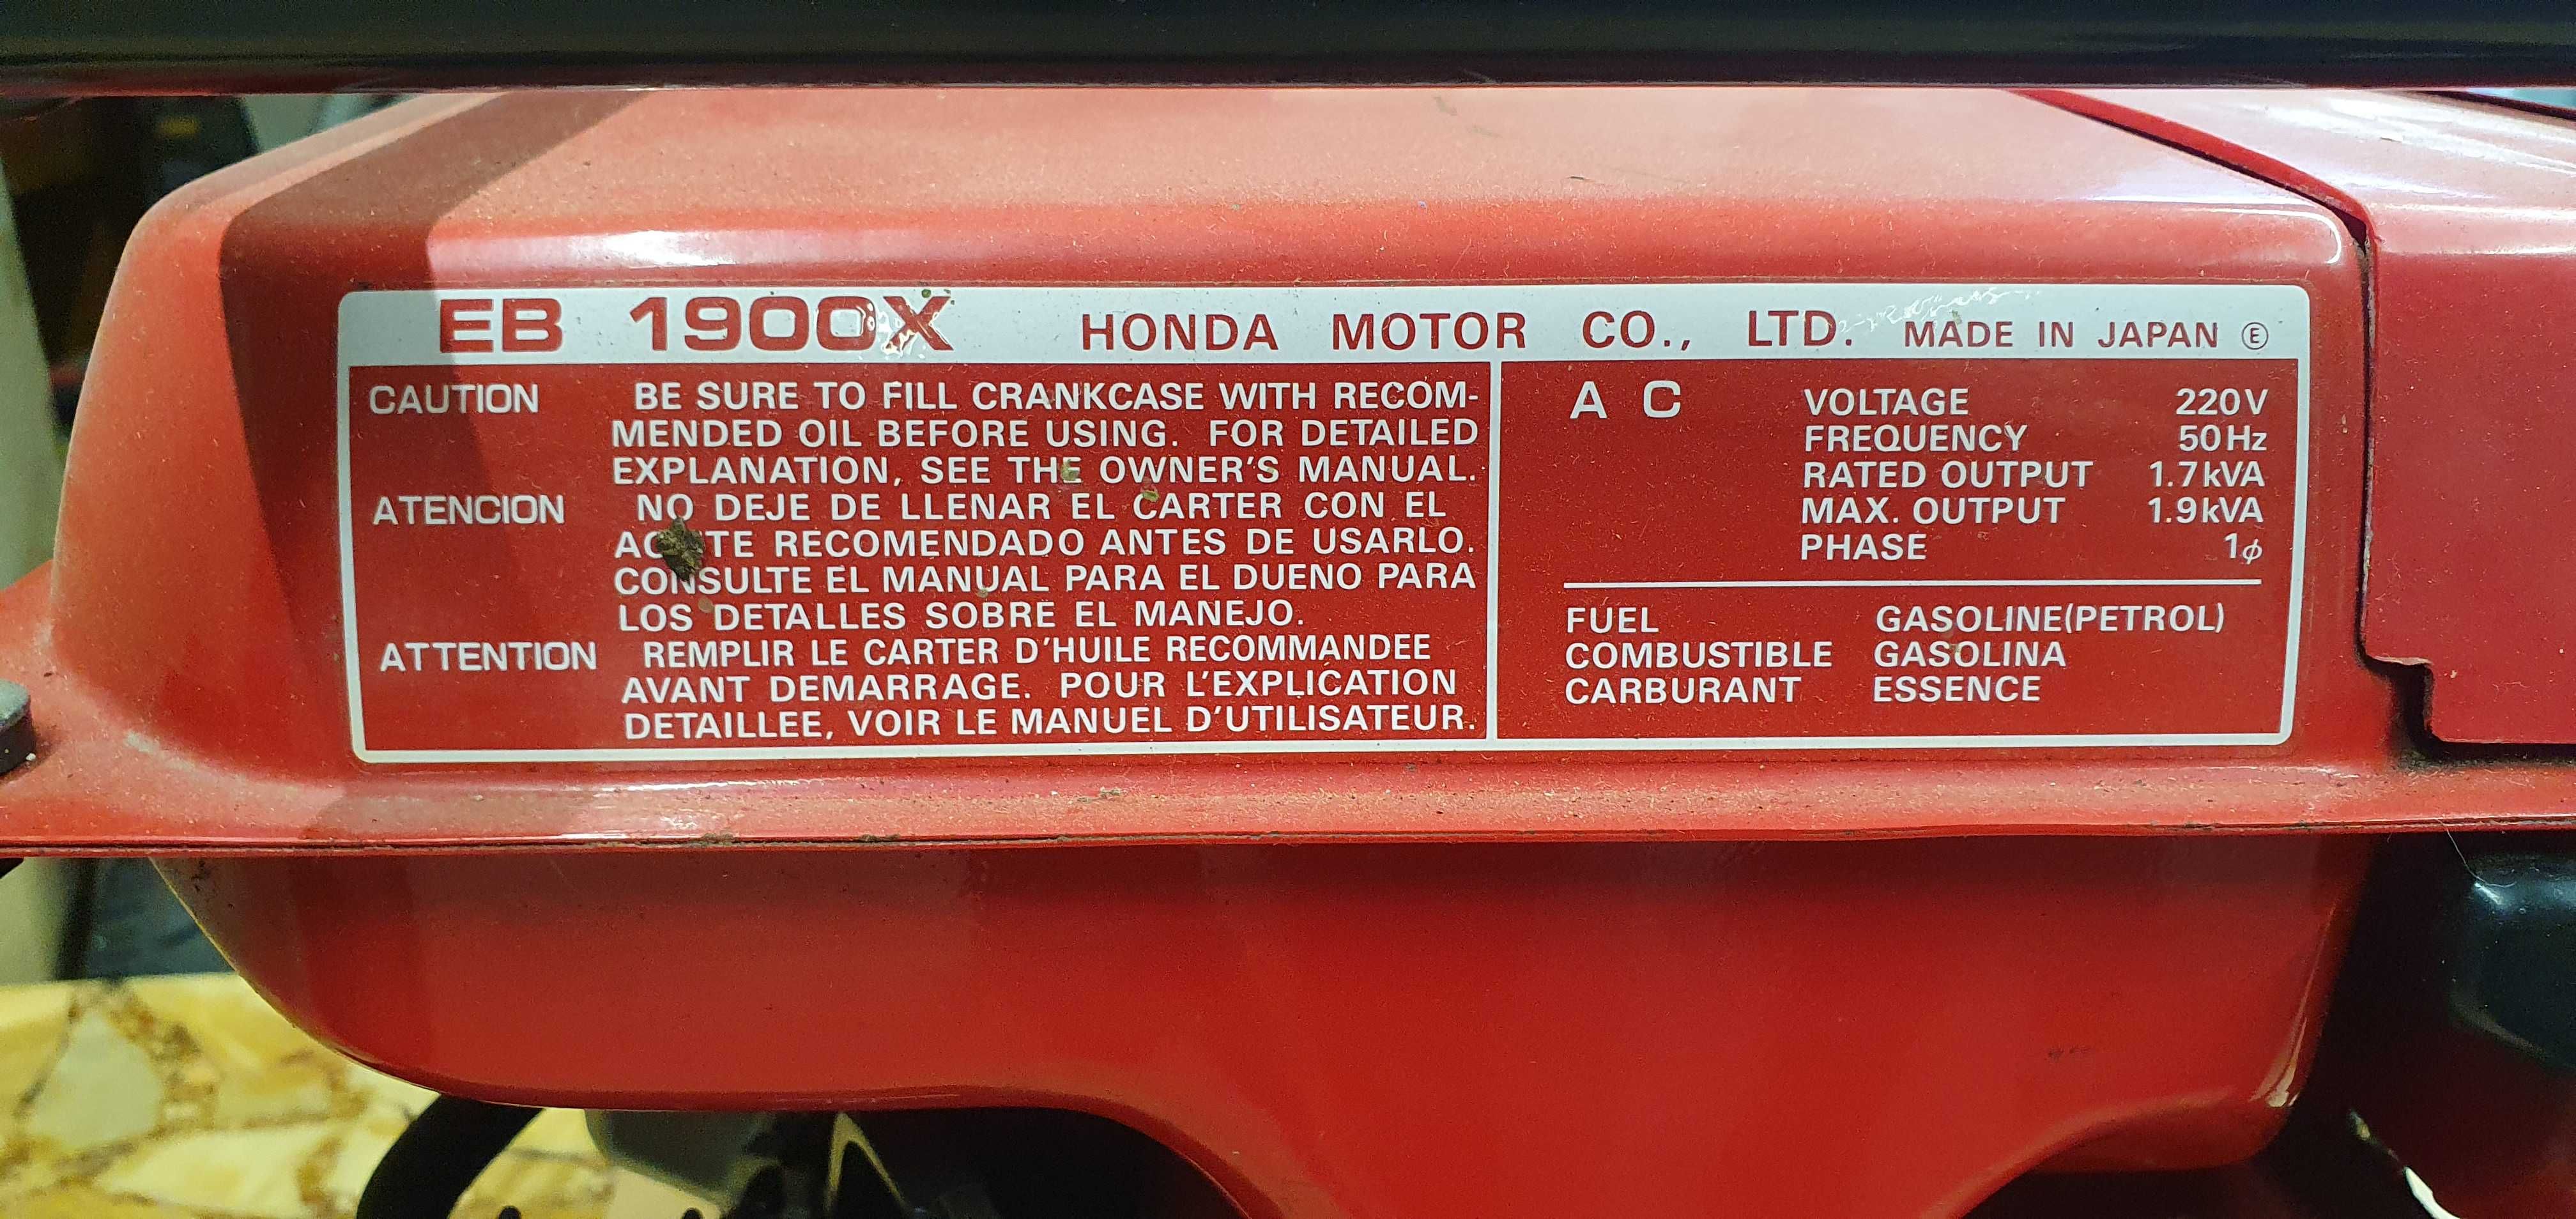 EB 1900X HONDA MOTOR CO., LTD. MADE IN JAPAN Ⓔ
CAUTION BE SURE TO FILL CRANKCASE WITH RECOM-
MENDED OIL BEFORE USING. FOR DETAILED
EXPLANATION, SEE THE OWNER'S MANUAL.
ATENCION NO DEJE DE LLENAR EL CARTER CON EL
RECOMENDADO ANTES DE USARLO.
CONSULTE EL MANUAL PARA EL DUENO PARA
LOS DETALLES SOBRE EL MANEJO.
ATTENTION REMPLIR LE CARTER D'HUILE RECOMMANDEE
AVANT DEMARRAGE. POUR L'EXPLICATION
DETAILLEE, VOIR LE MANUEL D'UTILISATEUR.
A C VOLTAGE 220V
FREQUENCY 50Hz
RATED OUTPUT 1.7kVA
MAX. OUTPUT 1.9kVA
PHASE 1ϕ
FUEL GASOLINE(PETROL)
COMBUSTIBLE GASOLINA
CARBURANT ESSENCE